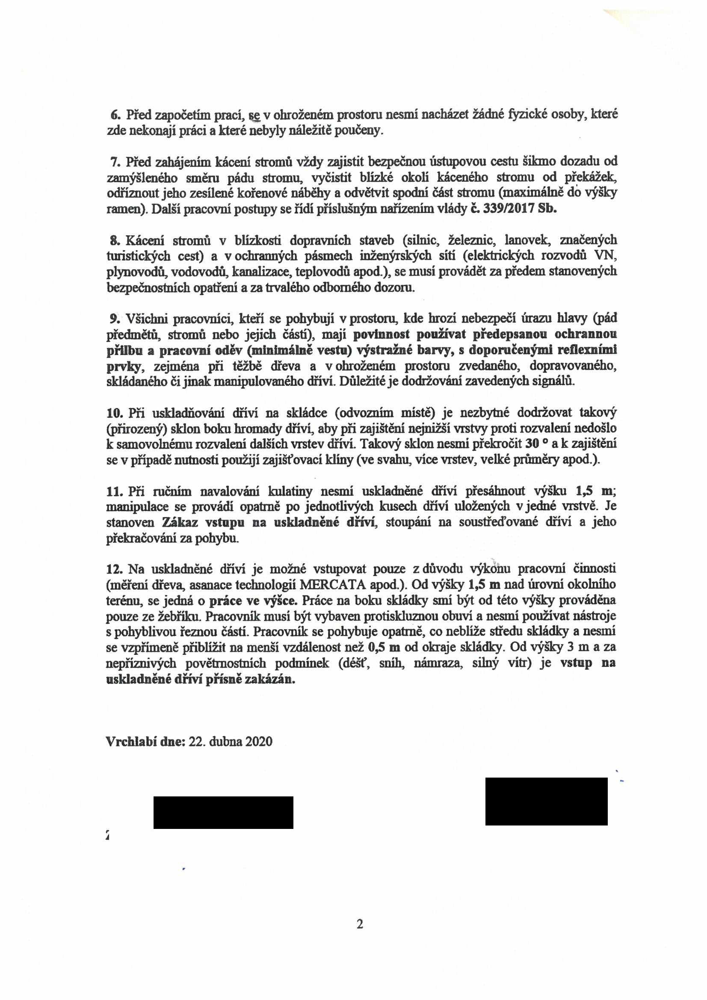 6. Před započetím prací, se v ohroženém prostoru nesmí nacházet žádné fyzické osoby, které
zde nekonají práci a které nebyly náležitě poučeny.
7. Před zahájením kácení stromů vždy zajistit bezpečnou ústupovou cestu šikmo dozadu od
zamýšleného směru pádu stromu, vyčistit blízké okolí káceného stromu od překážek,
odříznout jeho zesílené kořenové náběhy a odvětvit spodní část stromu (maximálně do výšky
ramen). Další pracovní postupy se řídí příslušným nařízením vlády č. 339/2017 Sb.
8. Kácení stromů v blízkosti dopravních staveb (silnic, železnic, lanovek, značených
turistických cest) a v ochranných pásmech inženýrských sítí (elektrických rozvodů VN,
plynovodů, vodovodů, kanalizace, teplovodů apod.), se musí provádět za předem stanovených
bezpečnostních opatření a za trvalého odborného dozoru.
9. Všichni pracovníci, kteří se pohybují v prostoru, kde hrozí nebezpečí úrazu hlavy (pád
předmětů, stromů nebo jejich částí), mají povinnost používat předepsanou ochrannou
přilbu a pracovní oděv (minimálně vestu) výstražné barvy, s doporučenými reflexními
prvky, zejména při těžbě dřeva a v ohroženém prostoru zvedaného, dopravovaného,
skládaného či jinak manipulovaného dříví. Důležité je dodržování zavedených signálů.
10. Při uskladňování dříví na skládce (odvozním místě) je nezbytné dodržovat takový
(přirozený) sklon boku hromady dříví, aby při zajištění nejnižší vrstvy proti rozvalení nedošlo
k samovolnému rozvalení dalších vrstev dříví. Takový sklon nesmí překročit 30 ° a k zajištění
se v případě nutnosti použijí zajišťovací klíny (ve svahu, více vrstev, velké průměry apod.).
11. Při ručním navalování kulatiny nesmí uskladněné dříví přesáhnout výšku 1,5 m;
manipulace se provádí opatrně po jednotlivých kusech dříví uložených v jedné vrstvě. Je
stanoven Zákaz vstupu na uskladněné dříví, stoupání na soustřeďované dříví a jeho
překračování za pohybu.
12. Na uskladněné dříví je možné vstupovat pouze z důvodu výkonu pracovní činnosti
(měření dřeva, asanace technologií MERCATA apod.). Od výšky 1,5 m nad úrovní okolního
terénu, se jedná o práce ve výšce. Práce na boku skládky smí být od této výšky prováděna
pouze ze žebříku. Pracovník musí být vybaven protiskluznou obuví a nesmí používat nástroje
s pohyblivou řeznou částí. Pracovník se pohybuje opatrně, co neblíže středu skládky a nesmí
se vzpřímeně přiblížit na menší vzdálenost než 0,5 m od okraje skládky. Od výšky 3 m a za
nepříznivých povětrnostních podmínek (déšť, sníh, námraza, silný vítr) je vstup na
uskladněné dříví přísně zakázán.
Vrchlabí dne: 22. dubna 2020
2